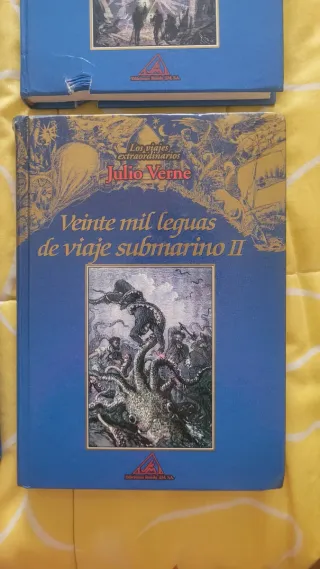 Los viajes
extraordinarios
Julio Verne
Veinte mil leguas
de viaje submarino II